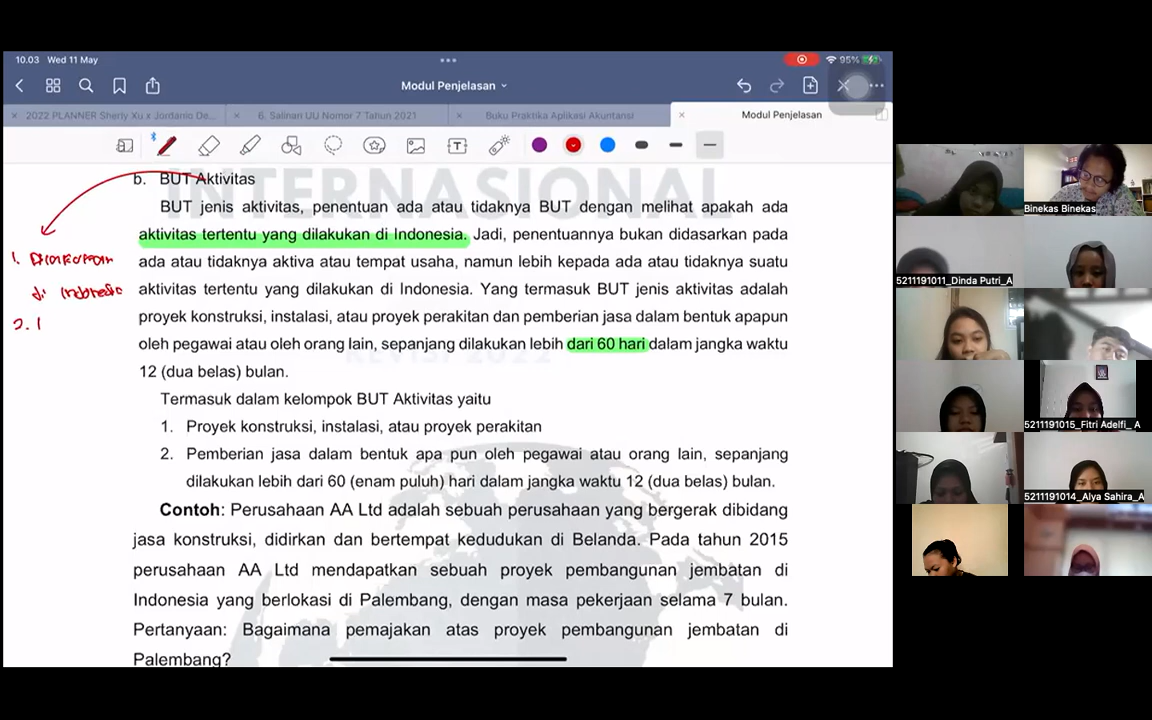 10.03 Wed 11 May
95%
Modul Penjelasan
2022 PLANNER Sherly Xu.x Jordanio De...
6. Salinan UU Nomor 7 Tahun 2021
Buku Praktika Aplikasi Akuntansi
Modul Penjelasan
INTERNASIONAL
b. BUT Aktivitas
BUT jenis aktivitas, penentuan ada atau tidaknya BUT dengan melihat apakah ada
aktivitas tertentu yang dilakukan di Indonesia. Jadi, penentuannya bukan didasarkan pada
ada atau tidaknya aktiva atau tempat usaha, namun lebih kepada ada atau tidaknya suatu
aktivitas tertentu yang dilakukan di Indonesia. Yang termasuk BUT jenis aktivitas adalah
proyek konstruksi, instalasi, atau proyek perakitan dan pemberian jasa dalam bentuk apapun
oleh pegawai atau oleh orang lain, sepanjang dilakukan lebih dari 60 hari dalam jangka waktu
REVISI 2022
12 (dua belas) bulan.
1.
di Indonesia
2. 1
Termasuk dalam kelompok BUT Aktivitas yaitu
1. Proyek konstruksi, instalasi, atau proyek perakitan
2. Pemberian jasa dalam bentuk apa pun oleh pegawai atau orang lain, sepanjang
dilakukan lebih dari 60 (enam puluh) hari dalam jangka waktu 12 (dua belas) bulan.
Contoh: Perusahaan AA Ltd adalah sebuah perusahaan yang bergerak dibidang
jasa konstruksi, didirkan dan bertempat kedudukan di Belanda. Pada tahun 2015
perusahaan AA Ltd mendapatkan sebuah proyek pembangunan jembatan di
Indonesia yang berlokasi di Palembang, dengan masa pekerjaan selama 7 bulan.
Pertanyaan: Bagaimana pemajakan atas proyek pembangunan jembatan di
Palembang?
Binekas Binekas
5211191011_Dinda Putri_A
5211191015_Fitri Adelfi_ A
5211191014_Alya Sahira_A